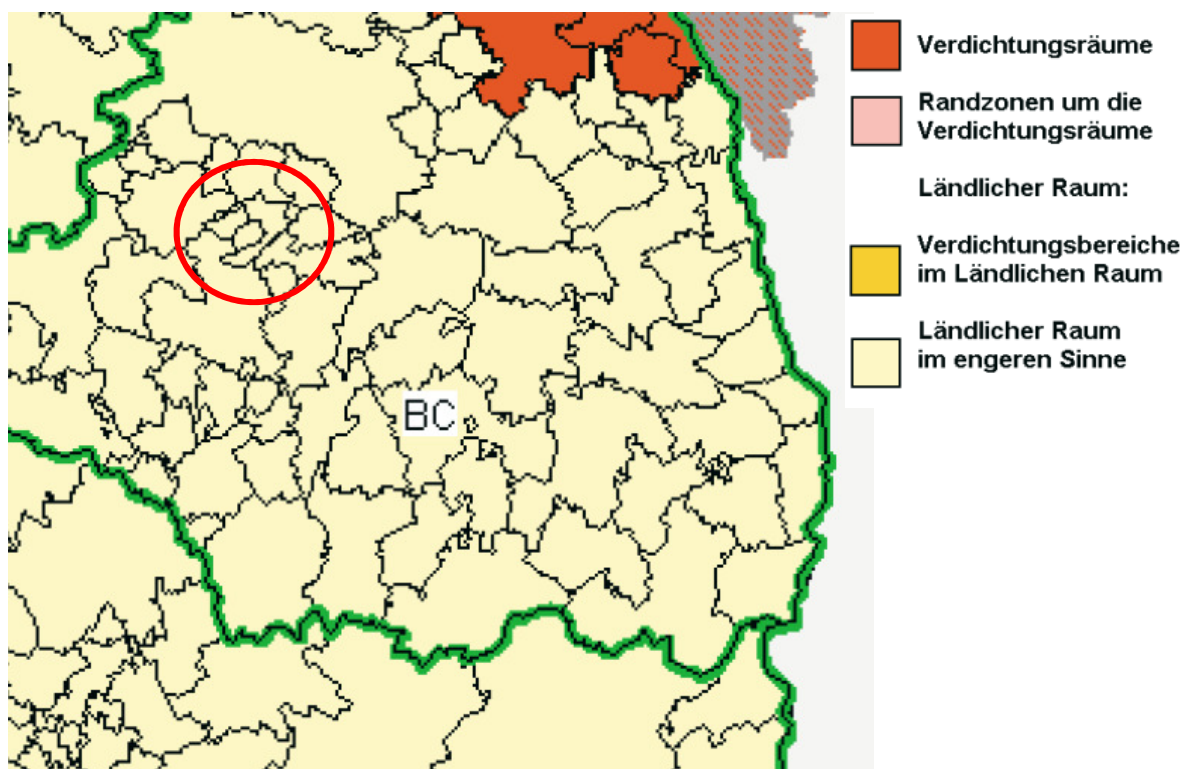 Verdichtungsräume
Randzonen um die
Verdichtungsräume
Ländlicher Raum:
Verdichtungsbereiche
im Ländlichen Raum
Ländlicher Raum
im engeren Sinne
BC